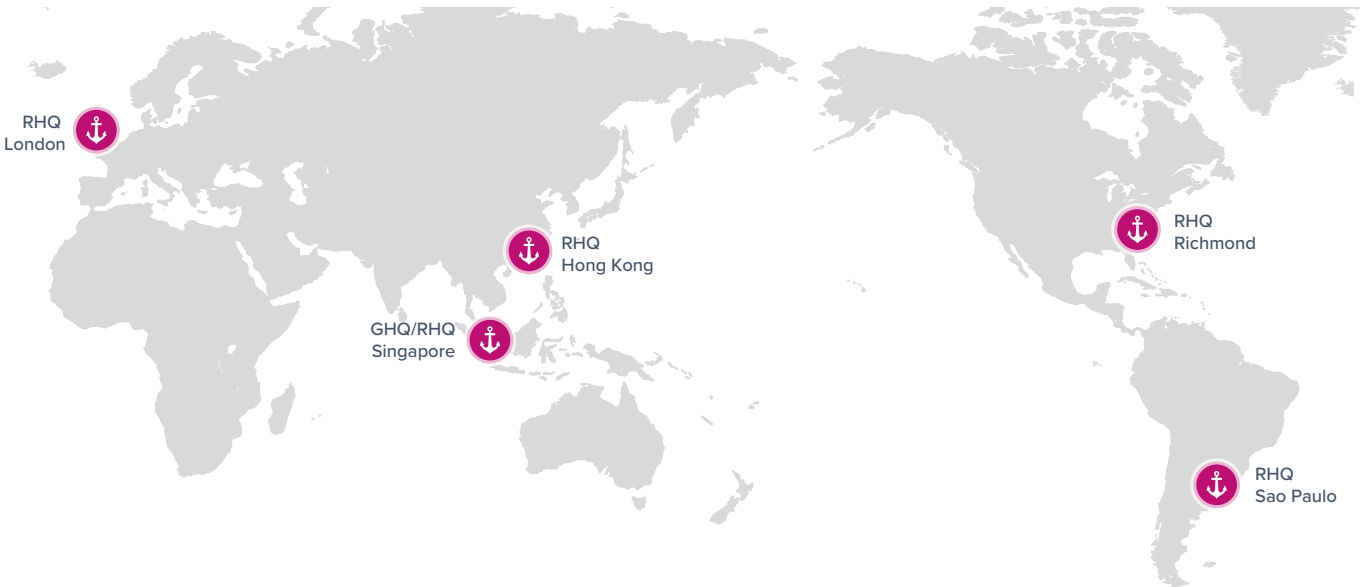 RHQ
London
RHQ
Hong Kong
GHQ/RHQ
Singapore
RHQ
Richmond
RHQ
Sao Paulo